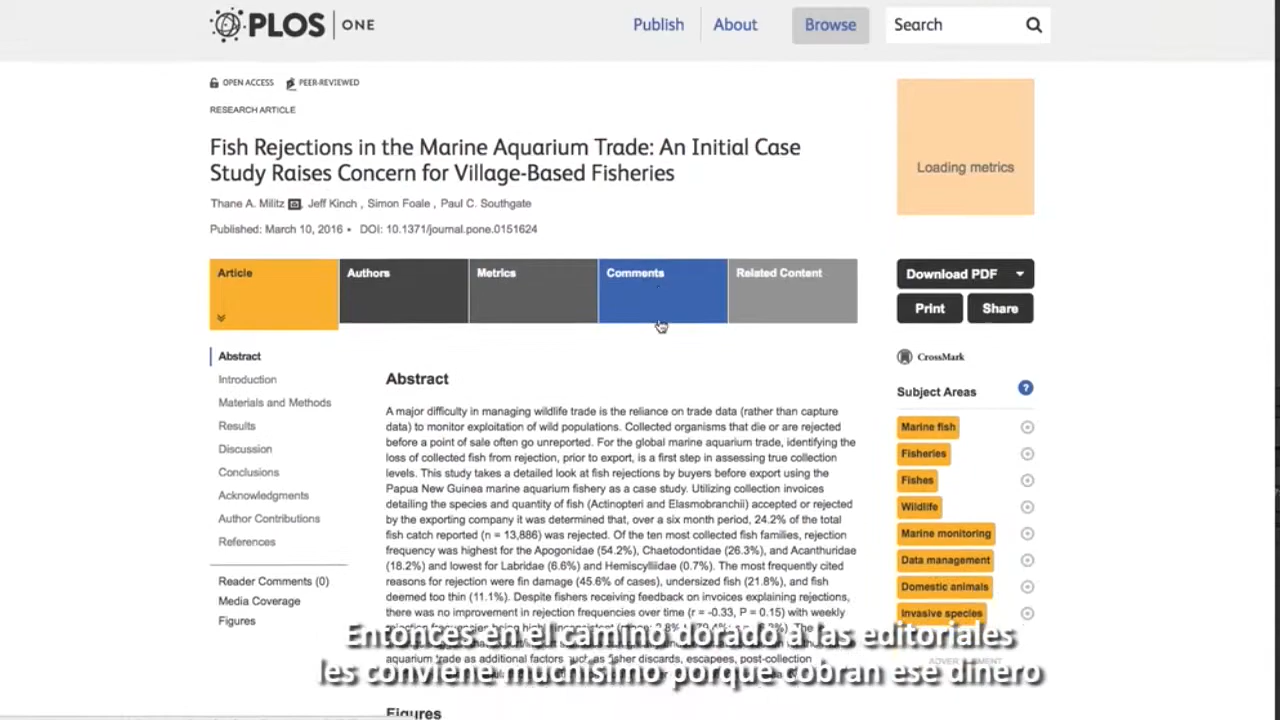 PLOS ONE
Publish
About
Browse
Search
OPEN ACCESS
PEER-REVIEWED
RESEARCH ARTICLE
Fish Rejections in the Marine Aquarium Trade: An Initial Case
Study Raises Concern for Village-Based Fisheries
Thane A. Militz , Jeff Kinch , Simon Foale , Paul C. Southgate
Published: March 10, 2016 • DOI: 10.1371/journal.pone.0151624
Loading metrics
Article
Authors
Metrics
Comments
Related Content
Download PDF
Print
Share
CrossMark
Abstract
Introduction
Materials and Methods
Results
Discussion
Conclusions
Acknowledgments
Author Contributions
References
Reader Comments (0)
Media Coverage
Figures
Abstract
A major difficulty in managing wildlife trade is the reliance on trade data (rather than capture
data) to monitor exploitation of wild populations. Collected organisms that die or are rejected
before a point of sale often go unreported. For the global marine aquarium trade, identifying the
loss of collected fish from rejection, prior to export, is a first step in assessing true collection
levels. This study takes a detailed look at fish rejections by buyers before export using the
Papua New Guinea marine aquarium fishery as a case study. Utilizing collection invoices
detailing the species and quantity of fish (Actinopteri and Elasmobranchii) accepted or rejected
by the exporting company it was determined that, over a six month period, 24.2% of the total
fish catch reported (n = 13,886) was rejected. Of the ten most collected fish families, rejection
frequency was highest for the Apogonidae (54.2%), Chaetodontidae (26.3%), and Acanthuridae
(18.2%) and lowest for Labridae (6.6%) and Hemiscylliidae (0.7%). The most frequently cited
reasons for rejection were fin damage (45.6% of cases), undersized fish (21.8%), and fish
deemed too thin (11.1%). Despite fishers receiving feedback on invoices explaining rejections,
there was no improvement in rejection frequencies over time (r = -0.33, P = 0.15) with weekly
aquarium trade as additional factors such as fisher discards, escapees, post-collection
Figures
Subject Areas
?
Marine fish
Fisheries
Fishes
Wildlife
Marine monitoring
Data management
Domestic animals
Invasive species
ADVERTISEMENT
Entonces en el camino dorado a las editoriales
les conviene muchísimo porque cobran ese dinero